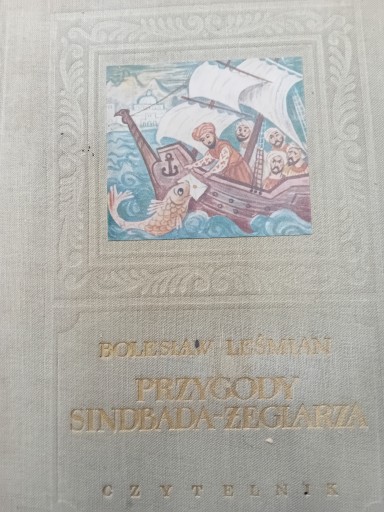 BOLESŁAW LEŚMIAN
PRZYGODY
SINDBADA-ŻEGLARZA
CZYTELNIK